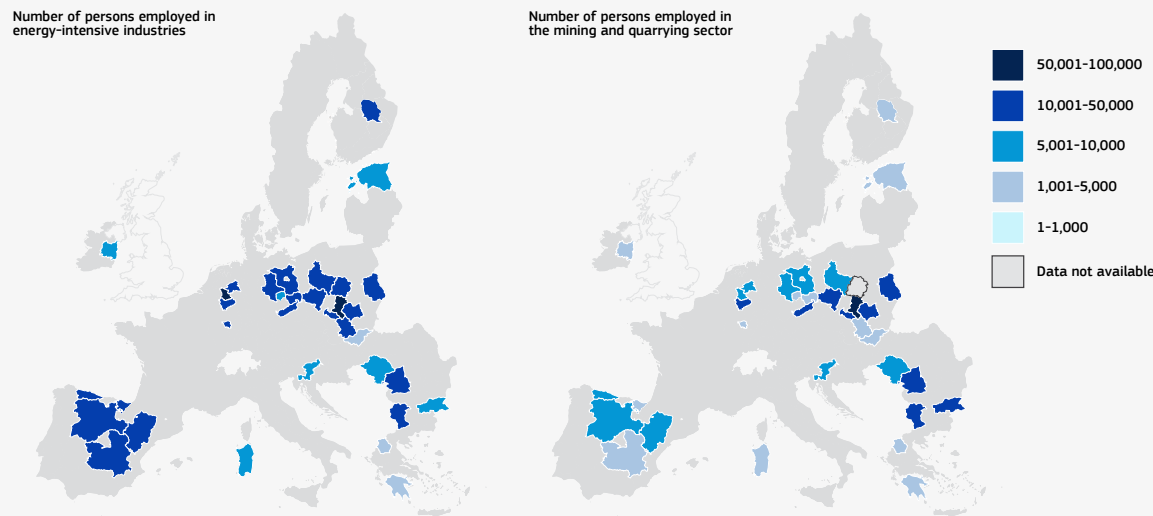 Number of persons employed in
energy-intensive industries
Number of persons employed in
the mining and quarrying sector
50,001-100,000
10,001-50,000
5,001-10,000
1,001-5,000
1-1,000
Data not available